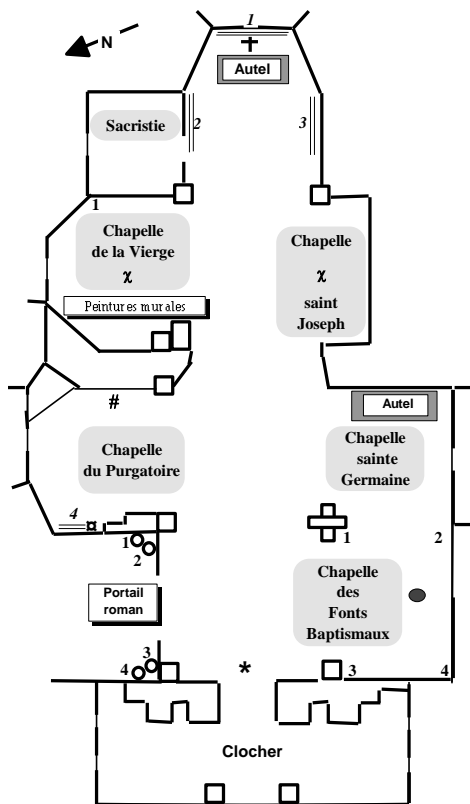 1
N
Autel
Sacristie
2
3
1
Chapelle
de la Vierge
χ
Peintures murales
Chapelle
χ
saint
Joseph
#
Autel
Chapelle
du Purgatoire
Chapelle
sainte
Germaine
4
¤
1
2
1
2
Portail
roman
Chapelle
des
Fonts
Baptismaux
3
4
*
3
4
Clocher